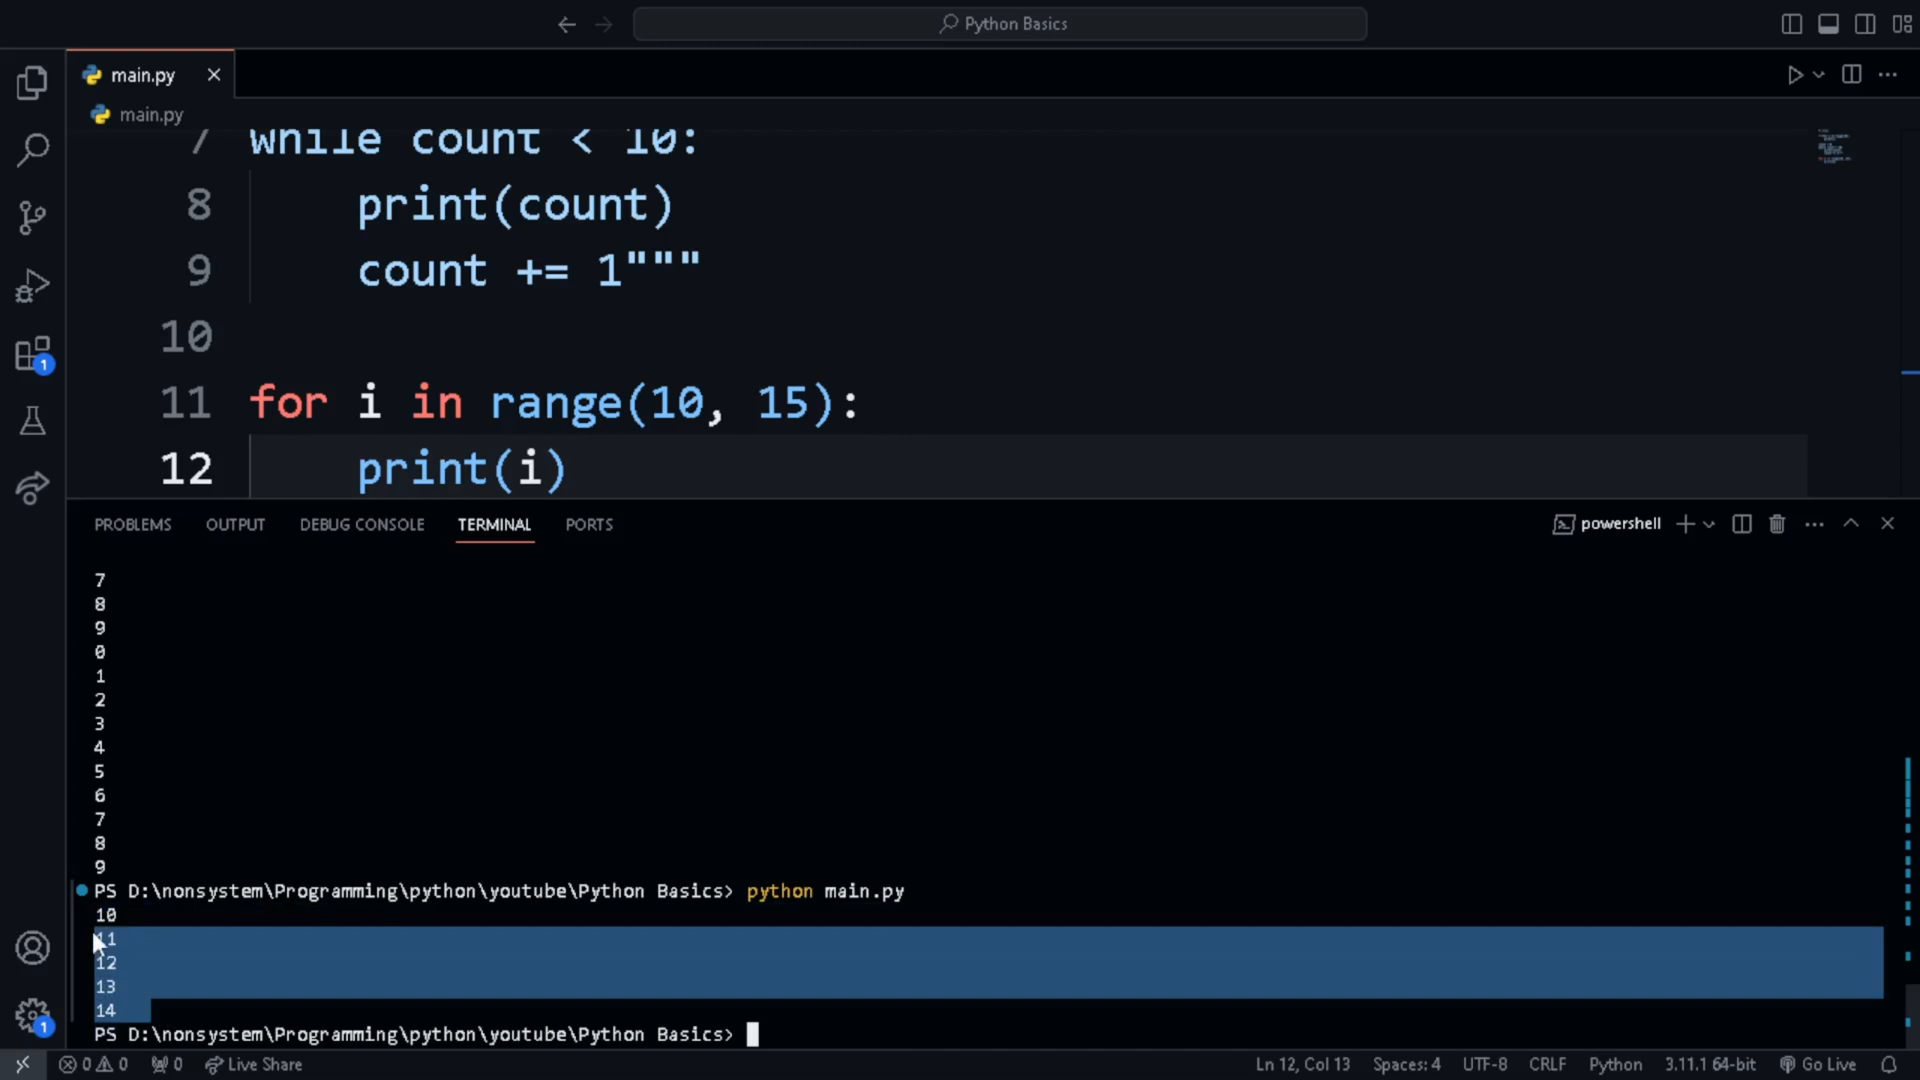 Python Basics
main.py
main.py
7 while count < 10:
8 print(count)
9 count += 1"""
10
11 for i in range(10, 15):
12 print(i)
PROBLEMS OUTPUT DEBUG CONSOLE TERMINAL PORTS powershell
7
8
9
0
1
2
3
4
5
6
7
8
9
PS D:\nonsystem\Programming\python\youtube\Python Basics> python main.py
10
11
12
13
14
PS D:\nonsystem\Programming\python\youtube\Python Basics>
1
1
0 0 0 Live Share Ln 12, Col 13 Spaces: 4 UTF-8 CRLF Python 3.11.1 64-bit Go Live